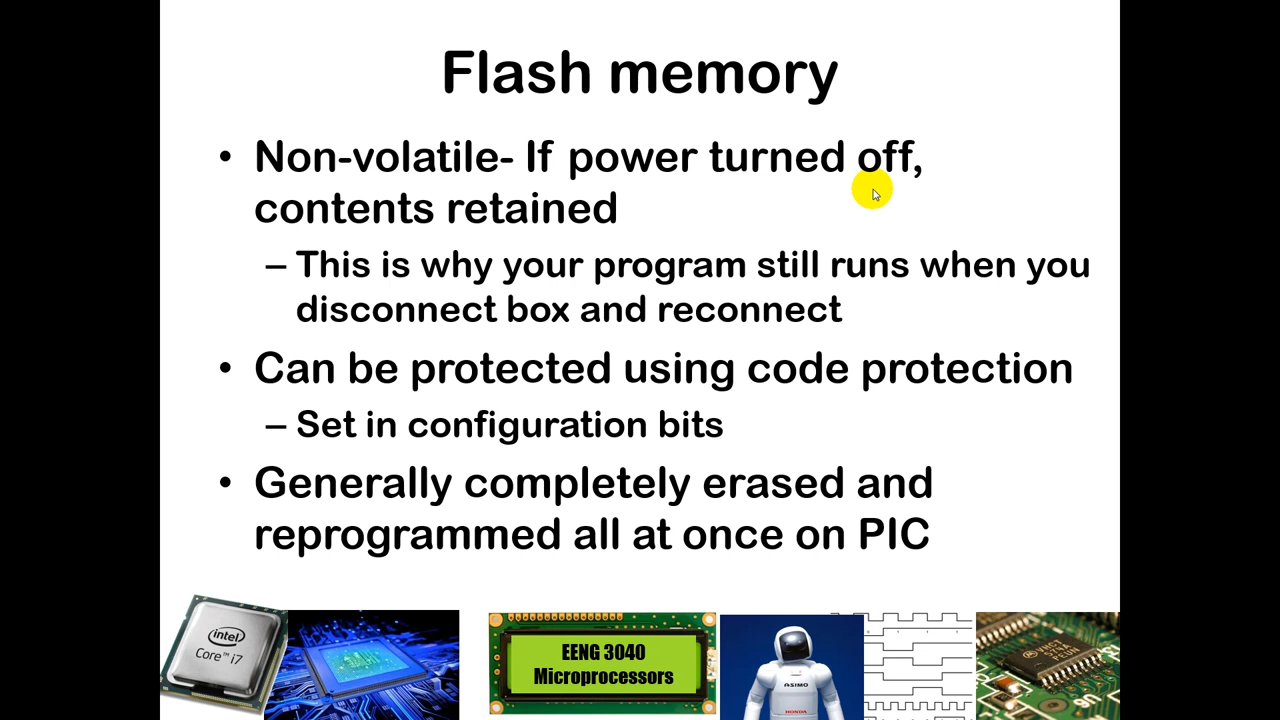 Flash memory
• Non-volatile- If power turned off,
contents retained
– This is why your program still runs when you
disconnect box and reconnect
• Can be protected using code protection
– Set in configuration bits
• Generally completely erased and
reprogrammed all at once on PIC
intel
Core™ i7
EENG 3040
Microprocessors
ASIMO
HONDA